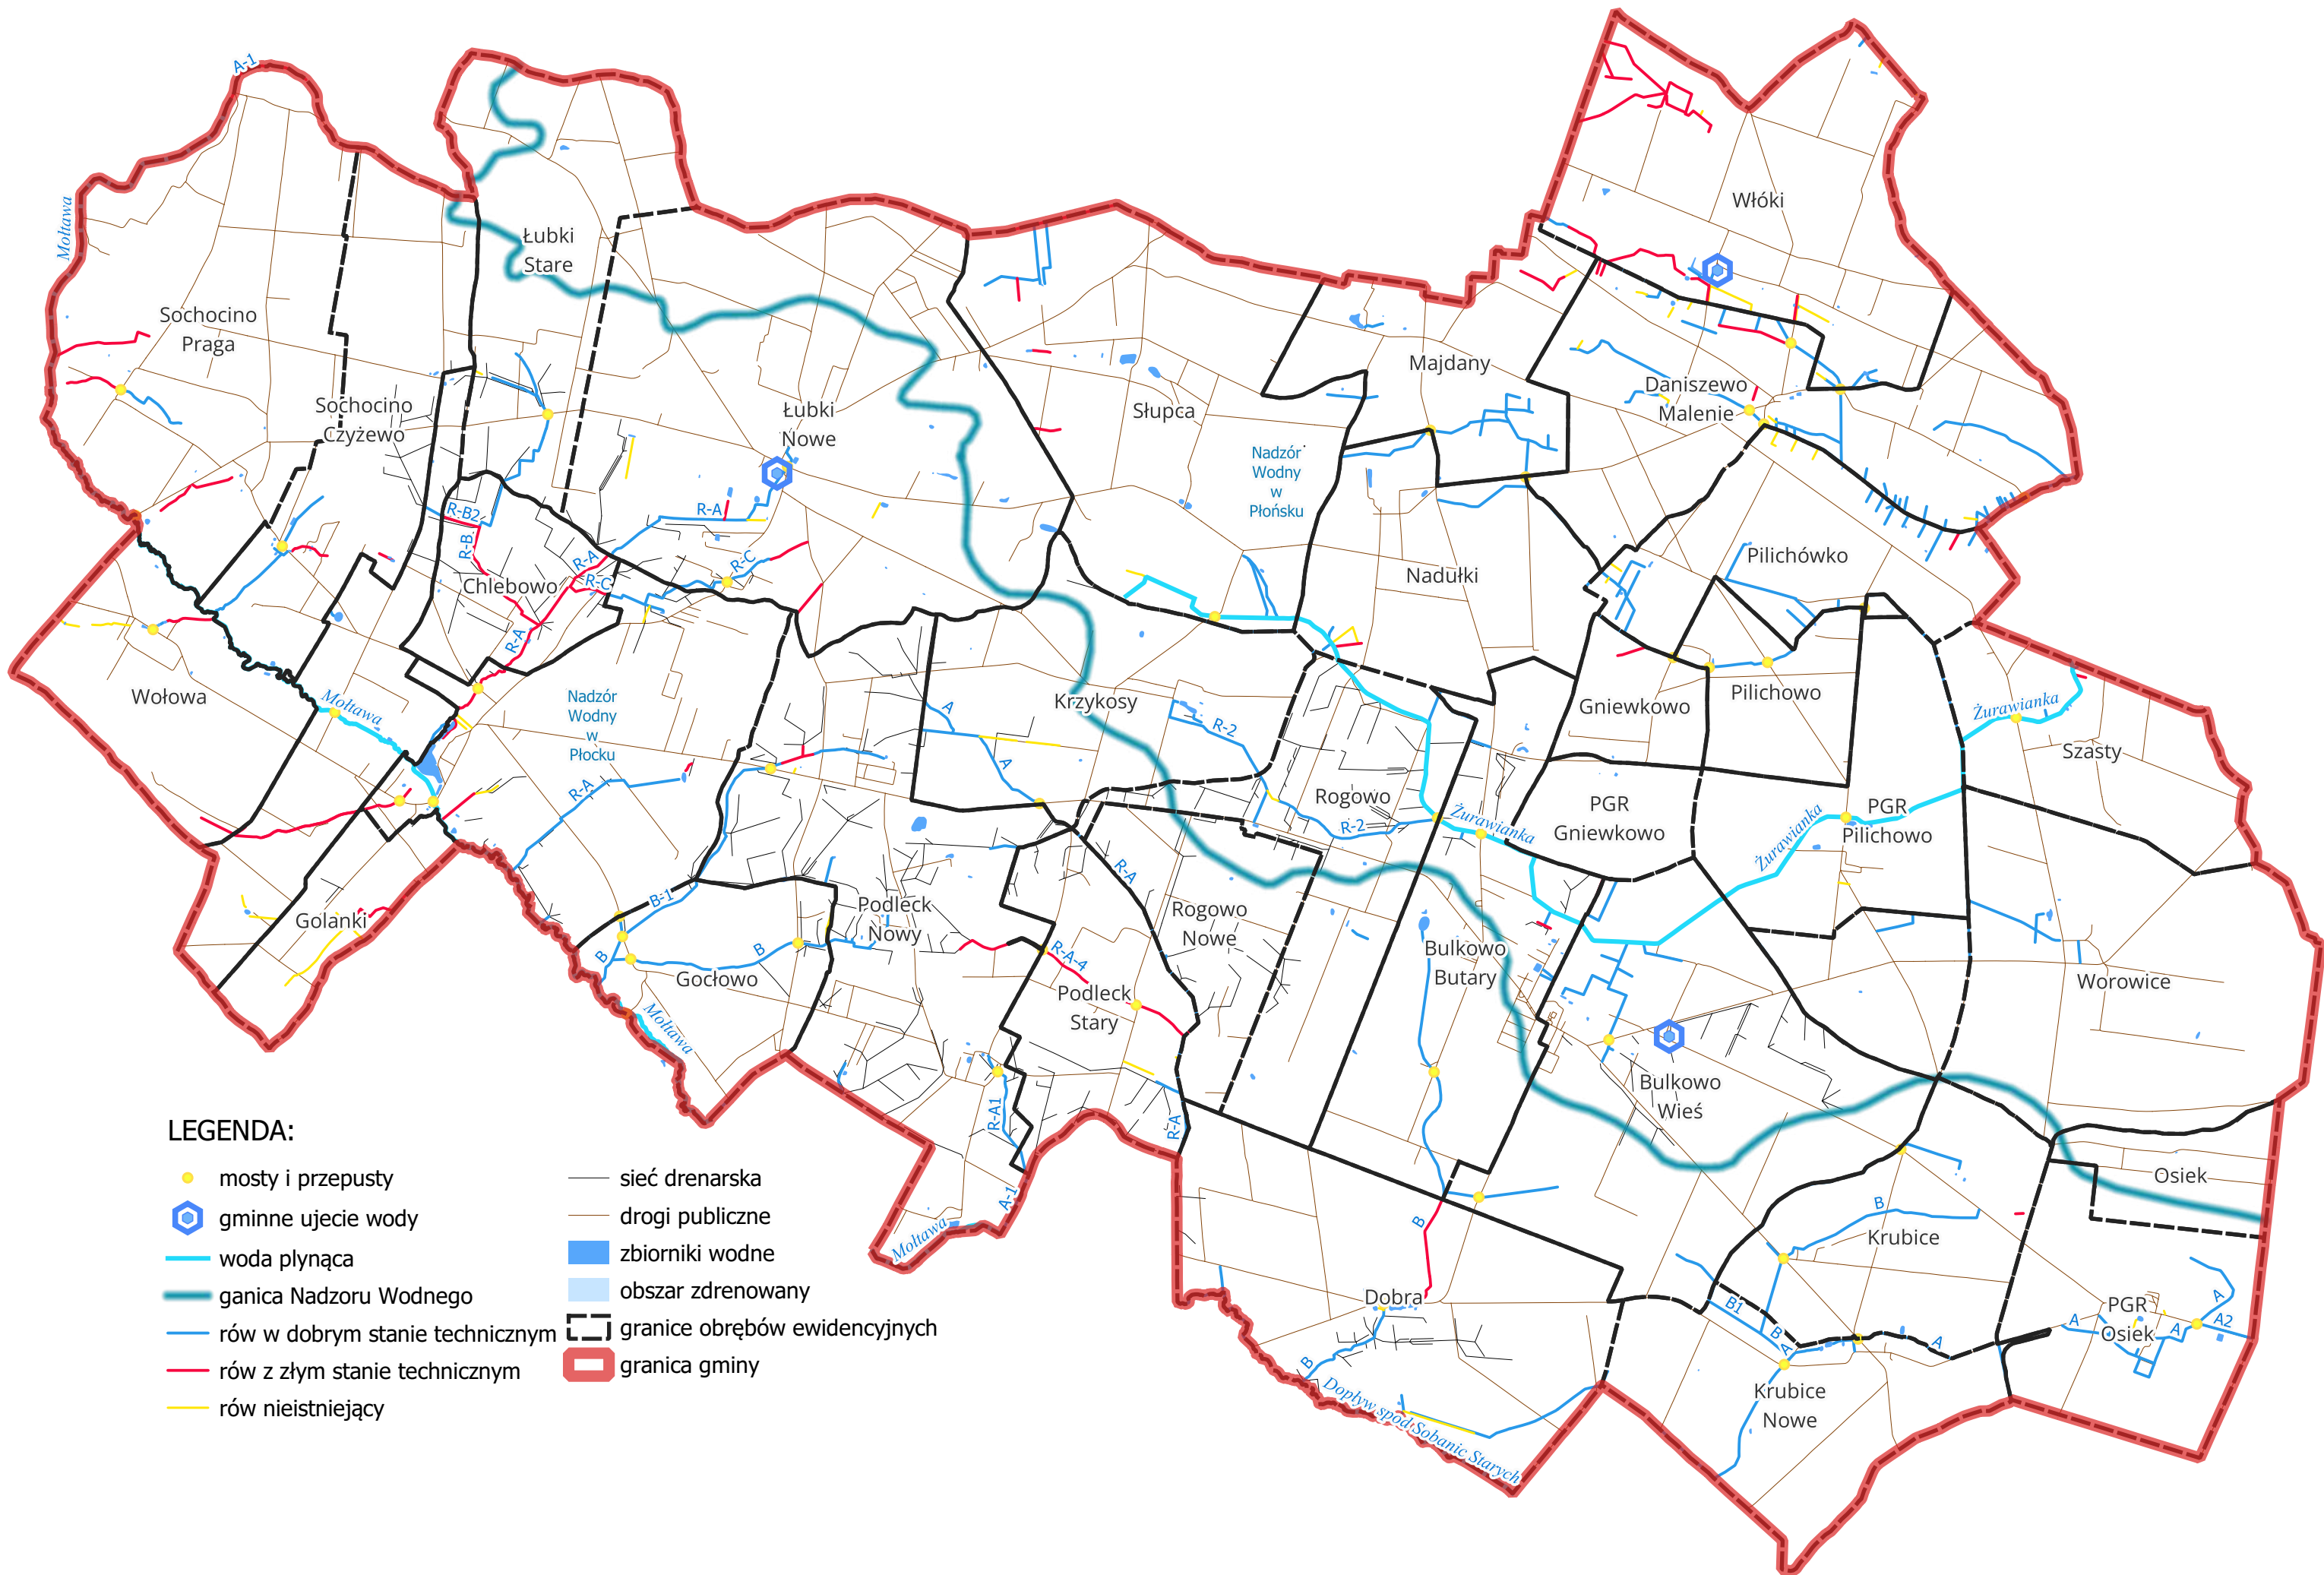 A-1
Mołtawa
Włóki
Łubki
Stare
Sochocino
Praga
Sochocino
Czyżewo
Łubki
Nowe
Słupca
Majdany
Daniszewo
Malenie
Nadzór
Wodny
w
Płońsku
R-A
R-B2
R-B
R-A
R-C
R-C
Chlebowo
R-A
Nadułki
Pilichówko
Wołowa
Mołtawa
Nadzór
Wodny
w
Płocku
Krzykosy
A
A
R-2
R-2
Gniewkowo
Pilichowo
Żurawianka
Szasty
R-A
Rogowo
Żurawianka
PGR
Gniewkowo
Żurawianka
PGR
Pilichowo
R-A
B-1
Golanki
Podleck
Nowy
Rogowo
Nowe
B
B
Gocłowo
R-A-4
Podleck
Stary
Bulkowo
Butary
Worowice
Mołtawa
Bulkowo
Wieś
R-A1
R-A
A-1
Mołtawa
Osiek
B
B
Krubice
Dobra
B
B1
B
A
A
A
A
A
A2
PGR
Osiek
Krubice
Nowe
Dopływ spod Sobanic Starych
LEGENDA:
mosty i przepusty
gminne ujecie wody
woda plynąca
ganica Nadzoru Wodnego
rów w dobrym stanie technicznym
rów z złym stanie technicznym
rów nieistniejący
sieć drenarska
drogi publiczne
zbiorniki wodne
obszar zdrenowany
granice obrębów ewidencyjnych
granica gminy